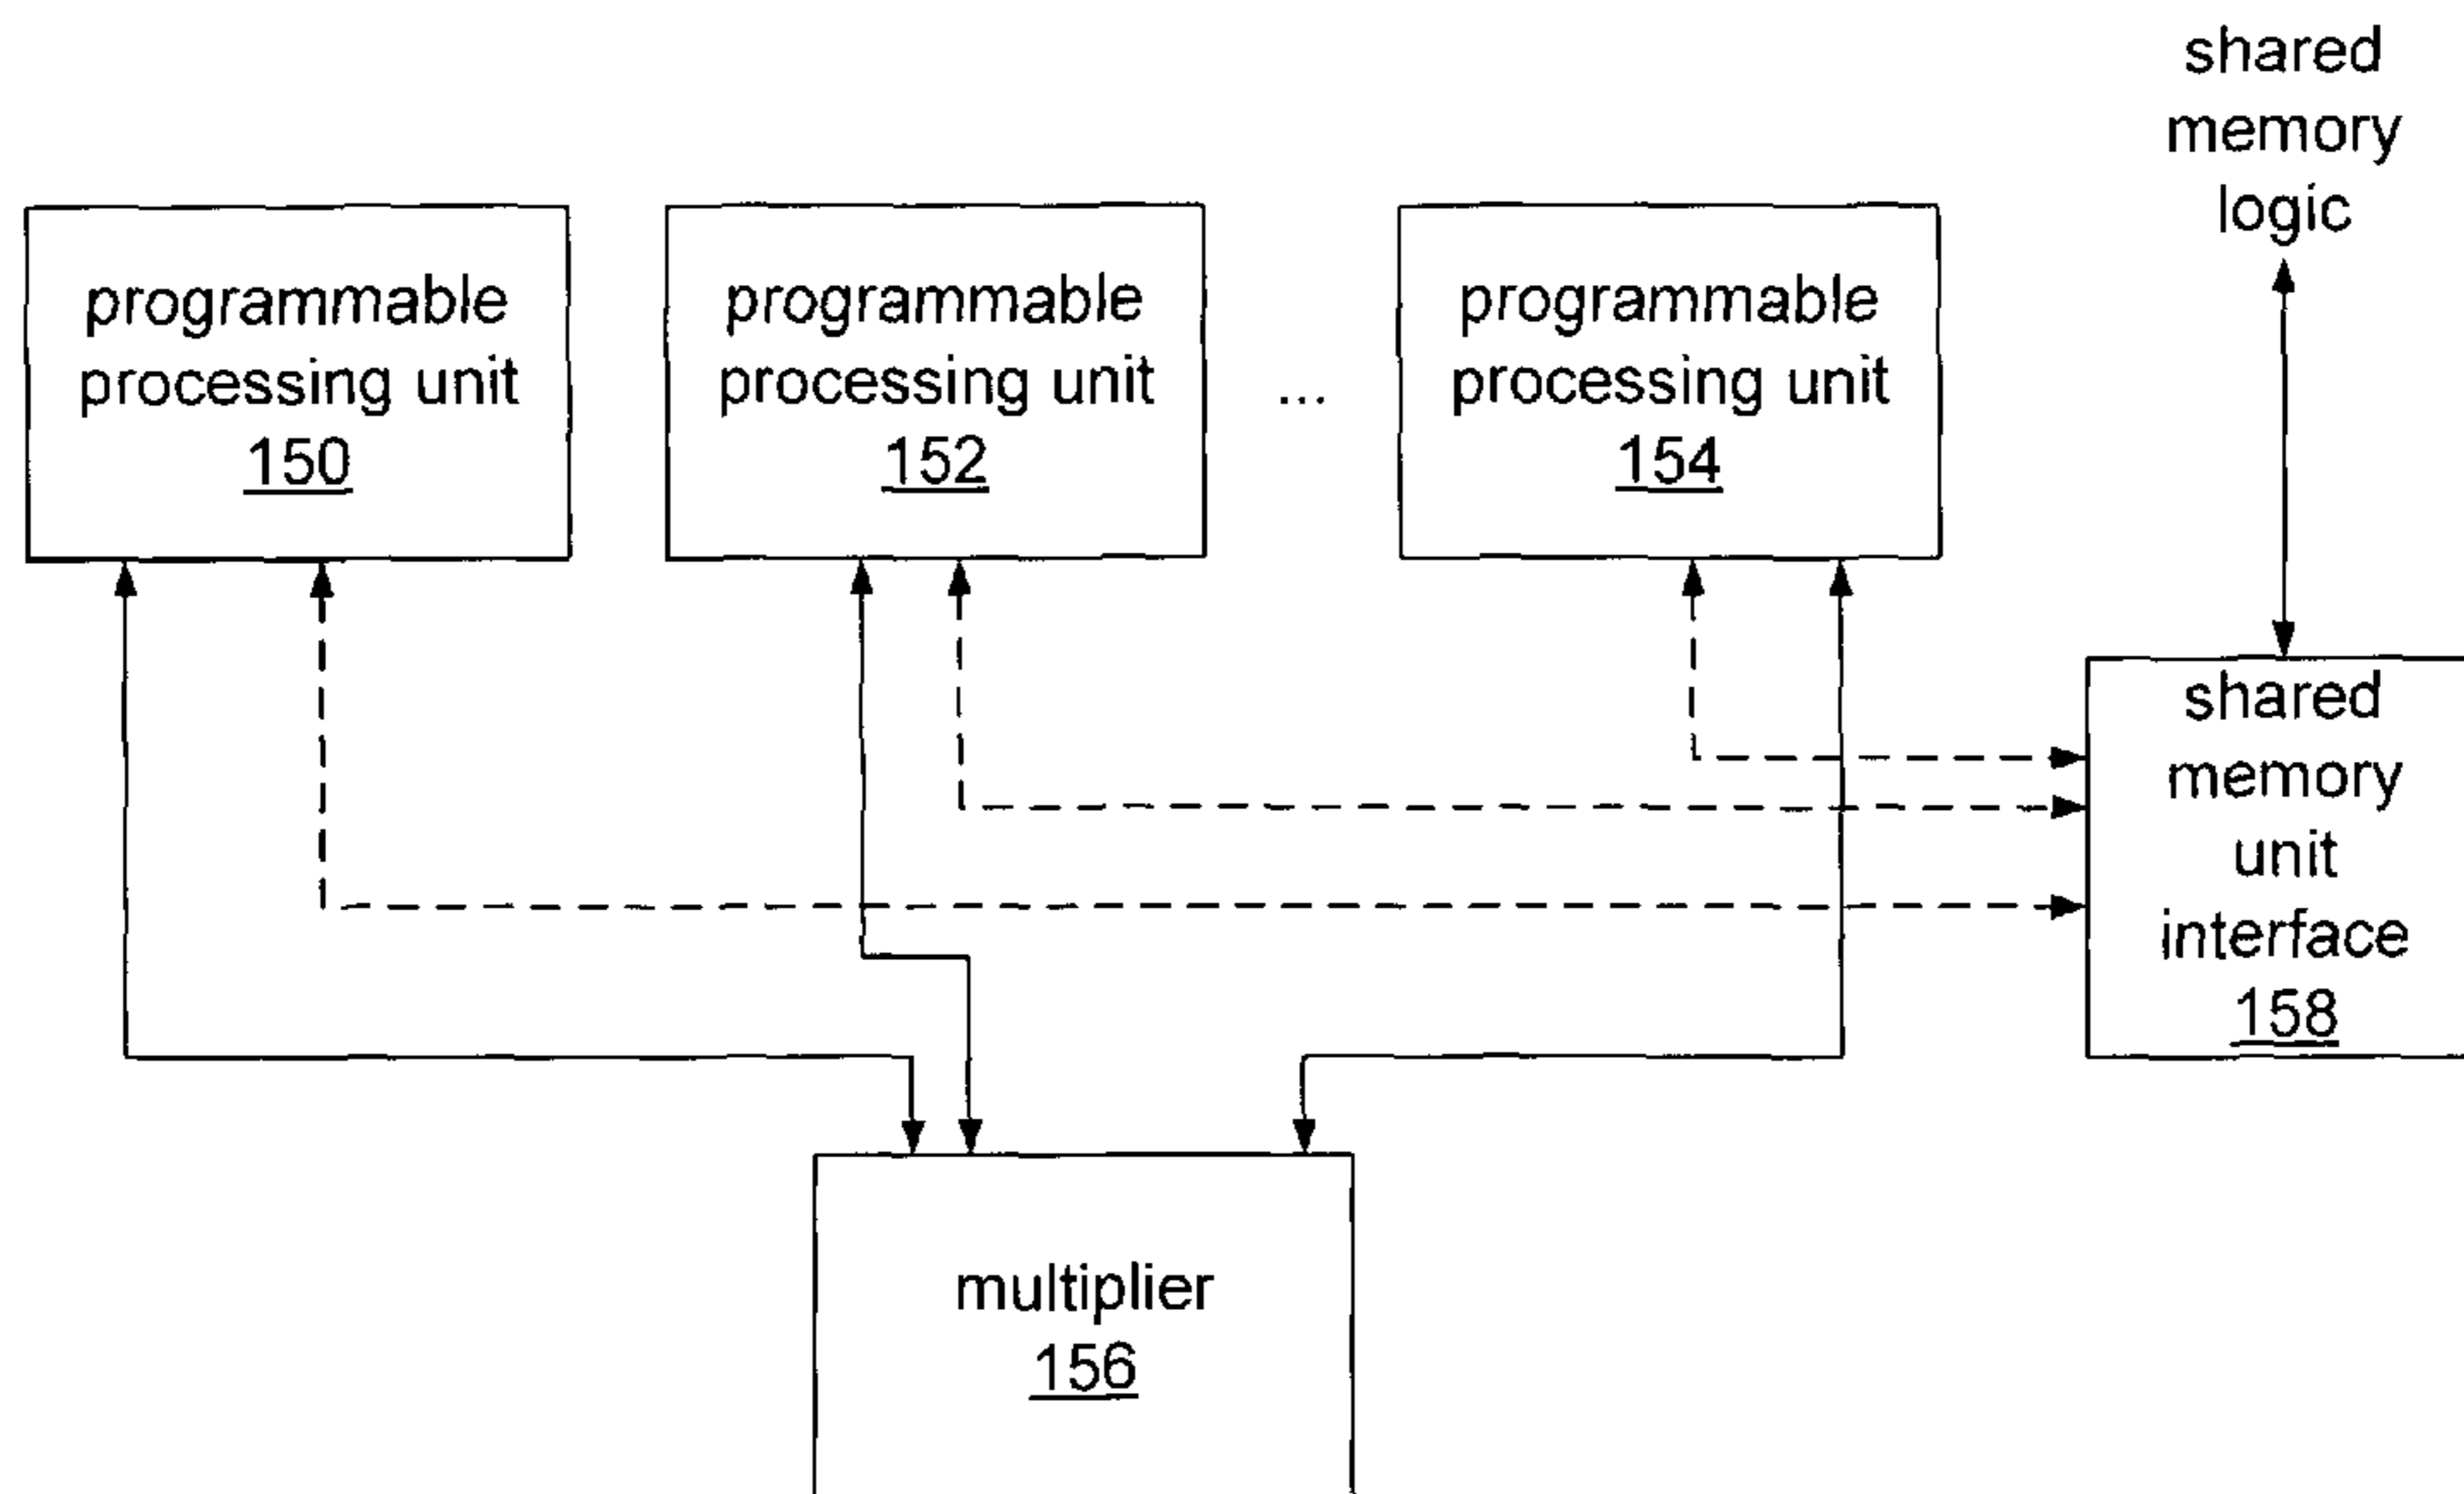 shared
memory
logic
programmable
processing unit
150
programmable
processing unit
152
...
programmable
processing unit
154
shared
memory
unit
interface
158
multiplier
156